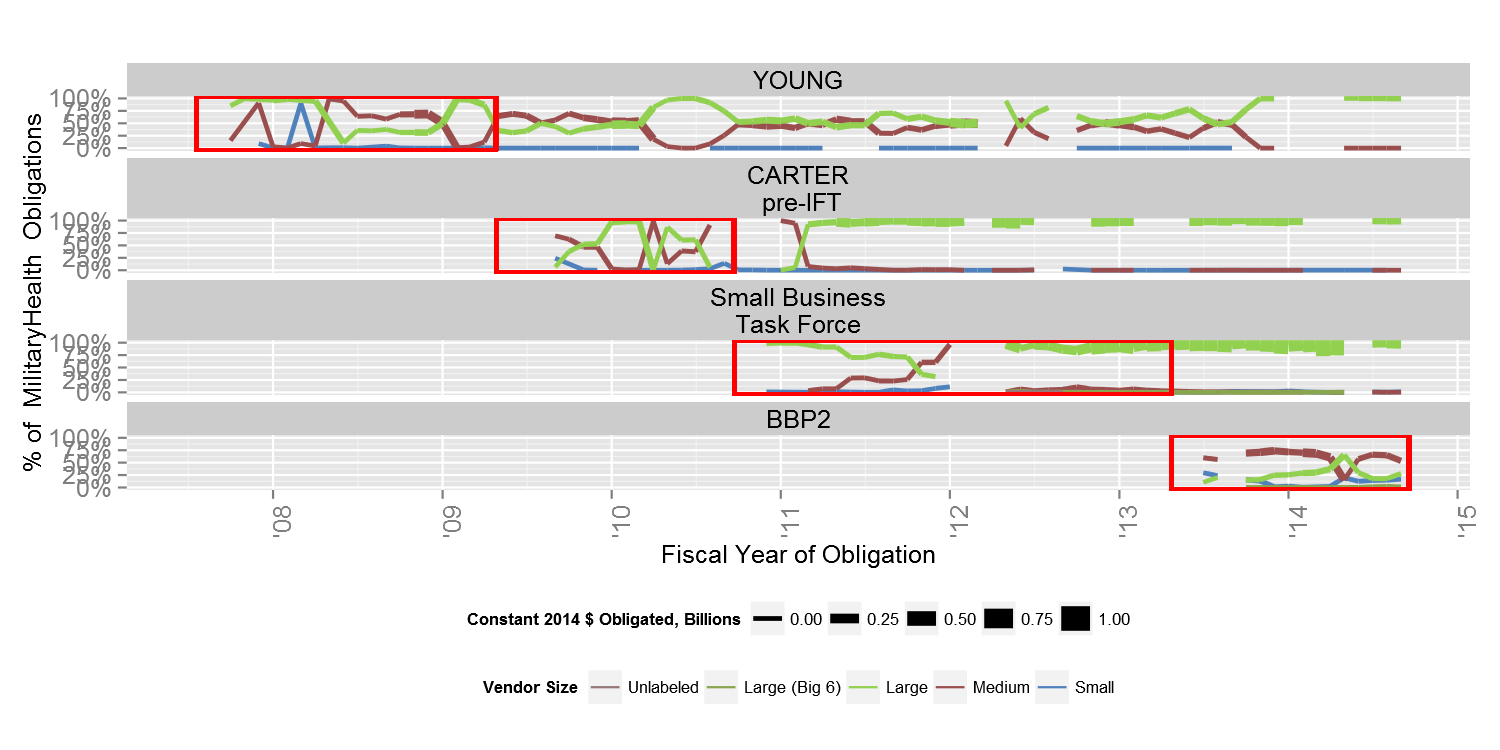 YOUNG
100%
75%
50%
25%
0%
CARTER
pre-IFT
100%
75%
50%
25%
0%
Small Business
Task Force
100%
75%
50%
25%
0%
BBP2
100%
75%
50%
25%
0%
% of MilitaryHealth Obligations
'08 '09 '10 '11 '12 '13 '14 '15
Fiscal Year of Obligation
Constant 2014 $ Obligated, Billions 0.00 0.25 0.50 0.75 1.00
Vendor Size Unlabeled Large (Big 6) Large Medium Small